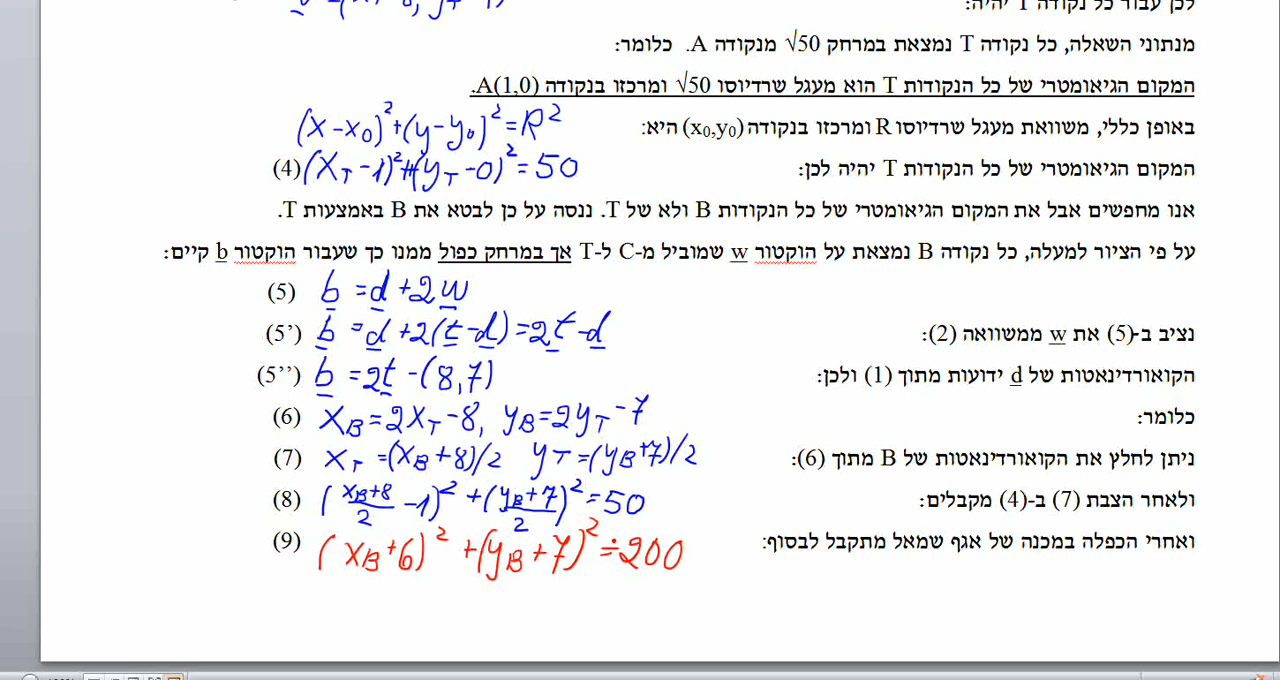 לכן עבור כל נקודה T יהיה:
מנתוני השאלה, כל נקודה T נמצאת במרחק √50 מנקודה A. כלומר:
המקום הגיאומטרי של כל הנקודות T הוא מעגל שרדיוסו √50 ומרכזו בנקודה A(1,0).
באופן כללי, משוואת מעגל שרדיוסו R ומרכזו בנקודה (x₀,y₀) היא: (x-x₀)²+(y-y₀)²=R²
המקום הגיאומטרי של כל הנקודות T יהיה לכן: (4) (x_T-1)²+(y_T-0)²=50
אנו מחפשים אבל את המקום הגיאומטרי של כל הנקודות B ולא של T. ננסה על כן לבטא את B באמצעות T.
על פי הציור למעלה, כל נקודה B נמצאת על הוקטור w שמוביל מ-C ל-T אך במרחק כפול ממנו כך שעבור הוקטור b קיים:
(5) b=d+2w
נציב ב-(5) את w ממשוואה (2): (5’) b=d+2(t-d)=2t-d
הקואורדינאטות של d ידועות מתוך (1) ולכן: (5’’) b=2t-(8,7)
כלומר: (6) x_B=2x_T-8, y_B=2y_T-7
ניתן לחלץ את הקואורדינאטות של B מתוך (6): (7) x_T=(x_B+8)/2 y_T=(y_B+7)/2
ולאחר הצבת (7) ב-(4) מקבלים: (8) ((x_B+8)/2-1)²+((y_B+7)/2)²=50
ואחרי הכפלה במכנה של אגף שמאל מתקבל לבסוף: (9) (x_B+6)²+(y_B+7)²=200